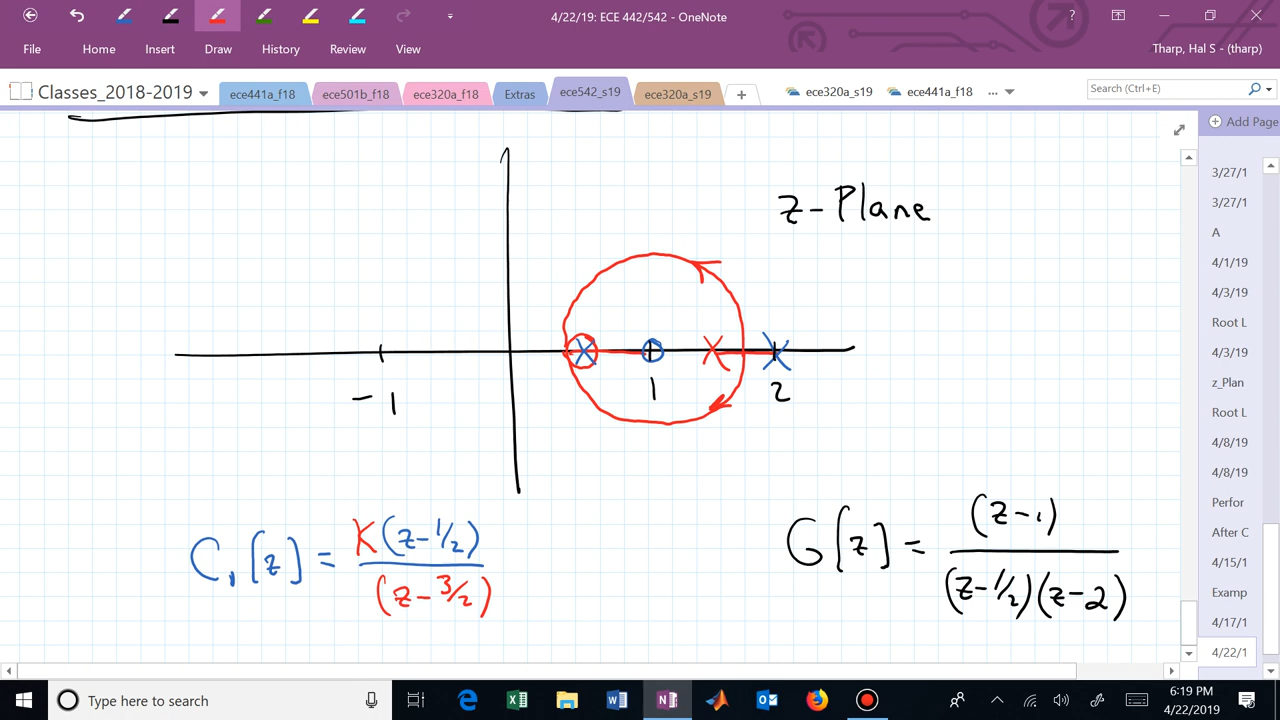 4/22/19: ECE 442/542 - OneNote
?
Tharp, Hal S - (tharp)
File Home Insert Draw History Review View
Classes_2018-2019 ece441a_f18 ece501b_f18 ece320a_f18 Extras ece542_s19 ece320a_s19 + ece320a_s19 ece441a_f18 ... Search (Ctrl+E)
Add Page
3/27/1
3/27/1
A
4/1/19
4/3/19
Root L
4/3/19
z_Plan
Root L
4/8/19
4/8/19
Perfor
After C
4/15/1
Examp
4/17/1
4/22/1
z-Plane
-1 1 2
C₁[z] = K(z-1/2) / (z-3/2)
G[z] = (z-1) / (z-1/2)(z-2)
Type here to search
6:19 PM
4/22/2019